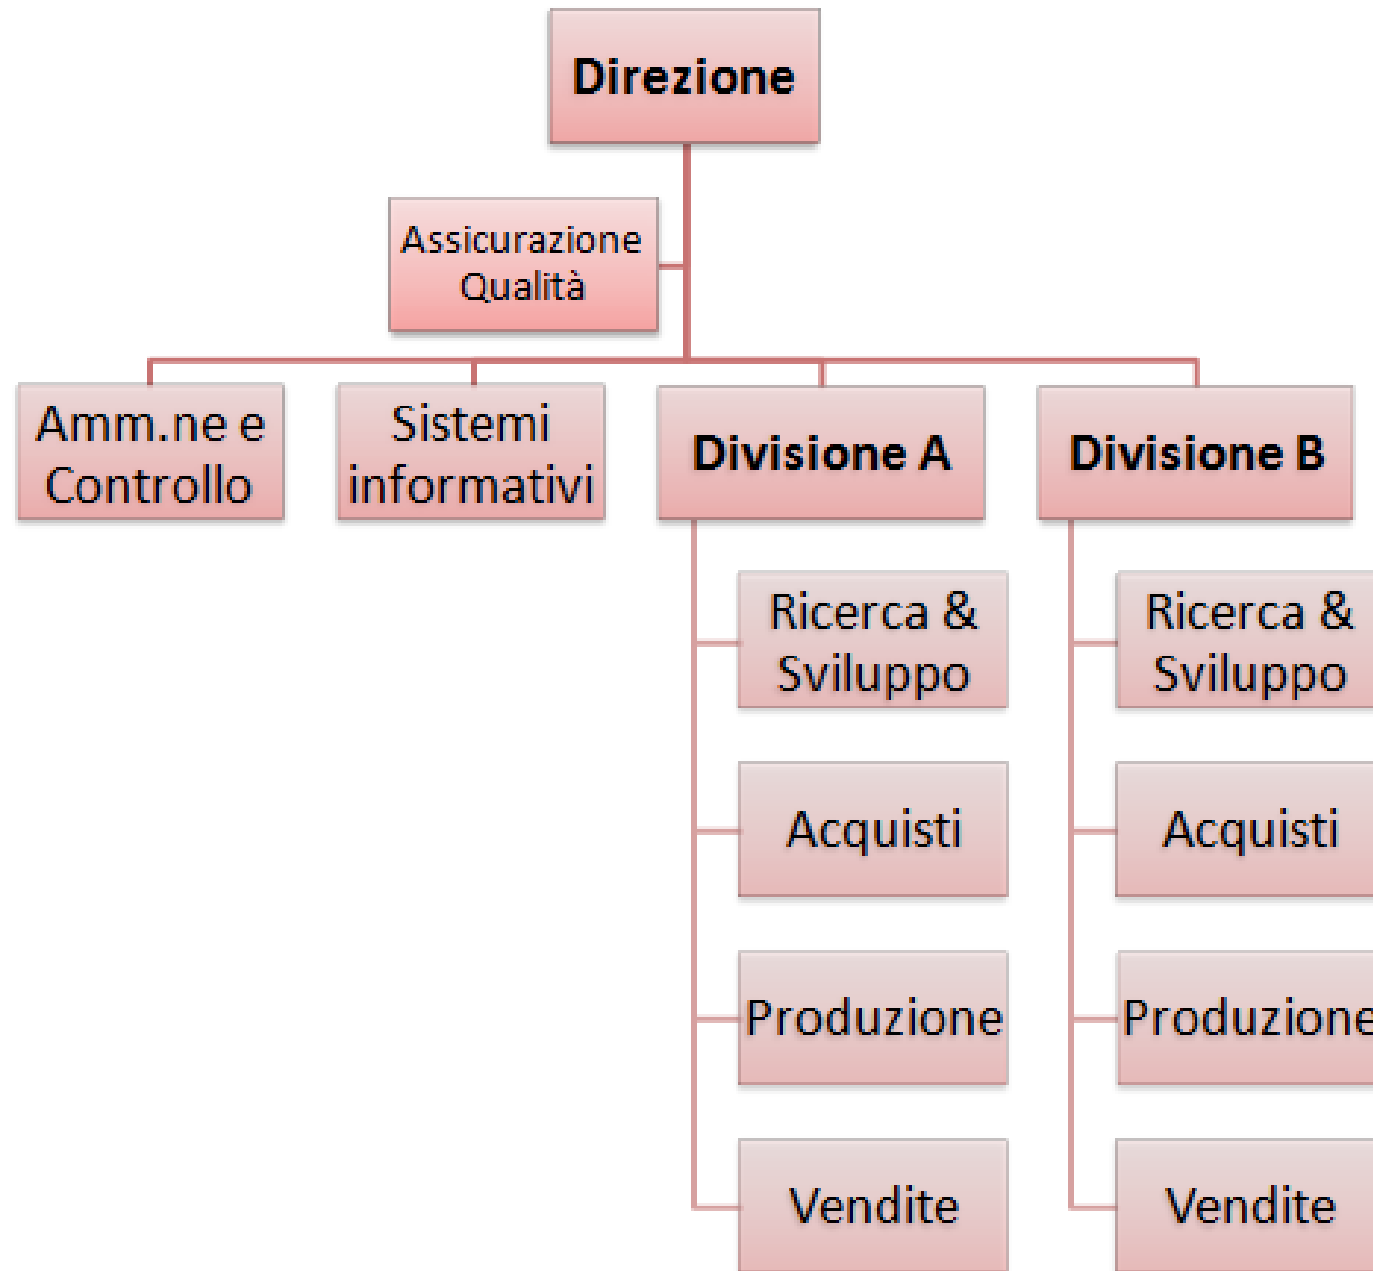 Direzione
Assicurazione
Qualità
Amm.ne e
Controllo
Sistemi
informativi
Divisione A
Divisione B
Ricerca &
Sviluppo
Ricerca &
Sviluppo
Acquisti
Acquisti
Produzione
Produzione
Vendite
Vendite